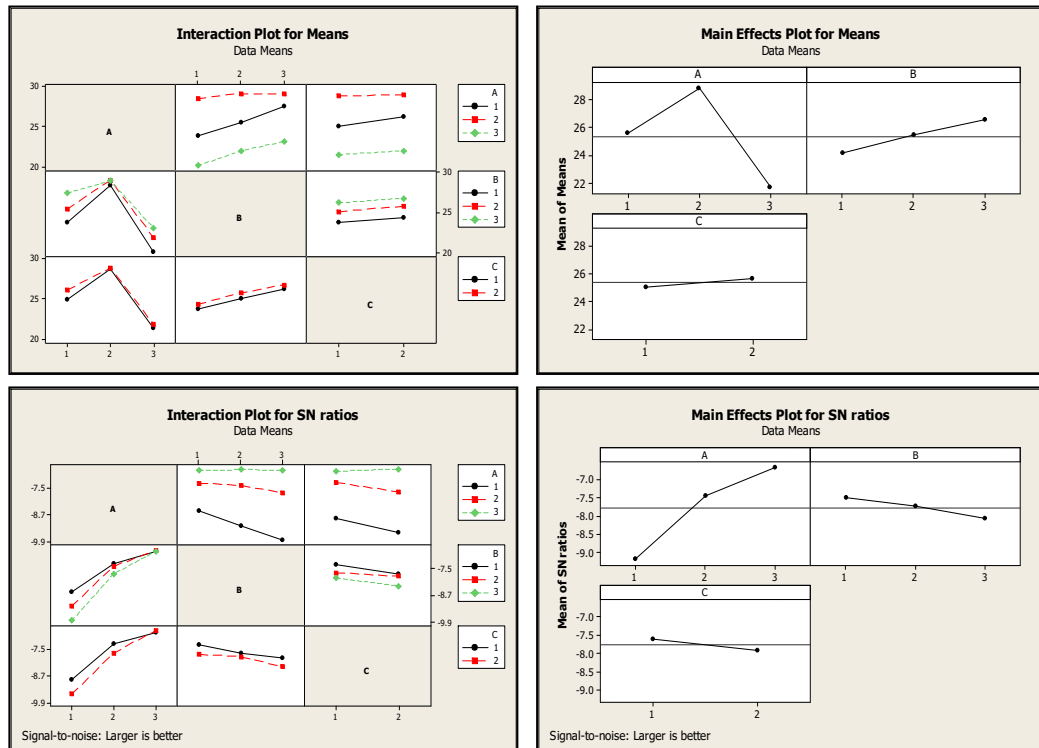 Interaction Plot for Means
Data Means
1 2 3
30
25
20
A
A
1
2
3
B
30
25
20
B
1
2
3
30
25
20
C
C
1
2
1 2 3
1 2
Main Effects Plot for Means
Data Means
Mean of Means
A
B
28
26
24
22
1 2 3
1 2 3
C
28
26
24
22
1 2
Interaction Plot for SN ratios
Data Means
1 2 3
-7.5
-8.7
-9.9
A
A
1
2
3
B
-7.5
-8.7
-9.9
B
1
2
3
-7.5
-8.7
-9.9
C
C
1
2
1 2 3
1 2
Signal-to-noise: Larger is better
Main Effects Plot for SN ratios
Data Means
Mean of SN ratios
A
B
-7.0
-7.5
-8.0
-8.5
-9.0
1 2 3
1 2 3
C
-7.0
-7.5
-8.0
-8.5
-9.0
1 2
Signal-to-noise: Larger is better